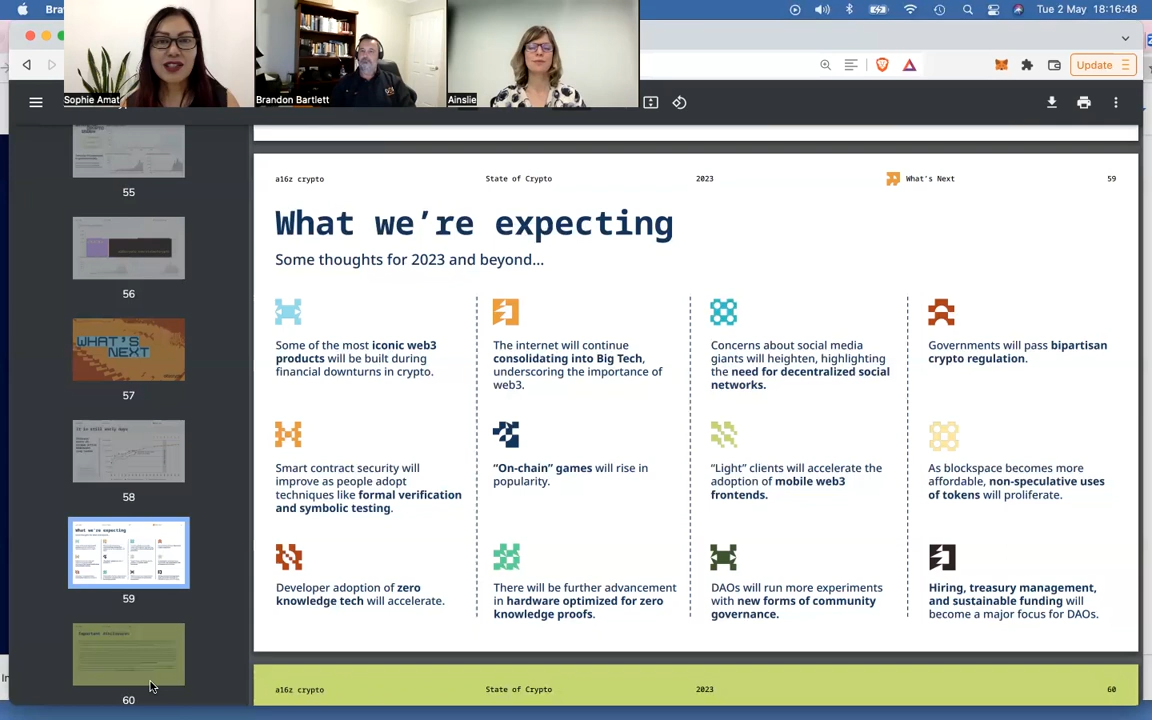 Brav
Tue 2 May 18:16:48
Update
Sophie Amat
Brandon Bartlett
Ainslie
55
56
WHAT'S
NEXT
57
58
What we're expecting
59
Important disclosures
60
a16z crypto
State of Crypto
2023
What's Next
59
What we're expecting
Some thoughts for 2023 and beyond...
Some of the most iconic web3
products will be built during
financial downturns in crypto.
The internet will continue
consolidating into Big Tech,
underscoring the importance of
web3.
Concerns about social media
giants will heighten, highlighting
the need for decentralized social
networks.
Governments will pass bipartisan
crypto regulation.
Smart contract security will
improve as people adopt
techniques like formal verification
and symbolic testing.
“On-chain” games will rise in
popularity.
“Light” clients will accelerate the
adoption of mobile web3
frontends.
As blockspace becomes more
affordable, non-speculative uses
of tokens will proliferate.
Developer adoption of zero
knowledge tech will accelerate.
There will be further advancement
in hardware optimized for zero
knowledge proofs.
DAOs will run more experiments
with new forms of community
governance.
Hiring, treasury management,
and sustainable funding will
become a major focus for DAOs.
a16z crypto
State of Crypto
2023
60